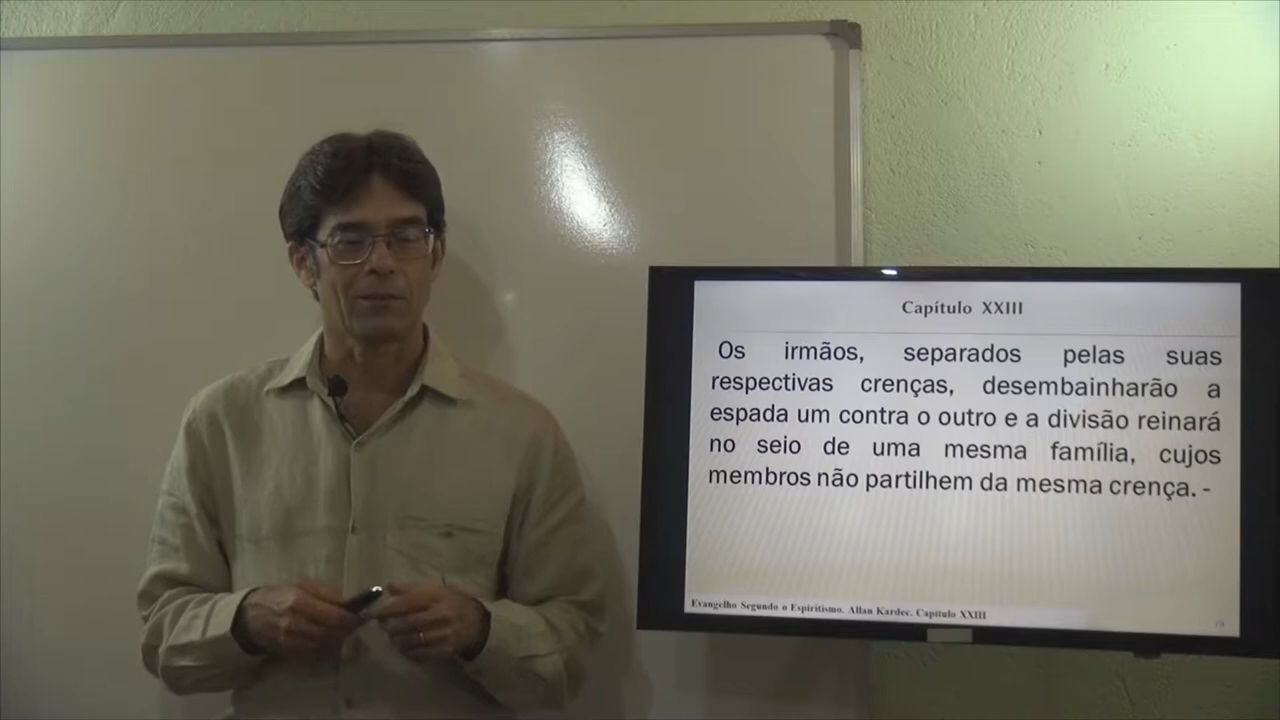 Capítulo XXIII
Os irmãos, separados pelas suas
respectivas crenças, desembainharão a
espada um contra o outro e a divisão reinará
no seio de uma mesma família, cujos
membros não partilhem da mesma crença. -
Evangelho Segundo o Espiritismo. Allan Kardec. Capítulo XXIII